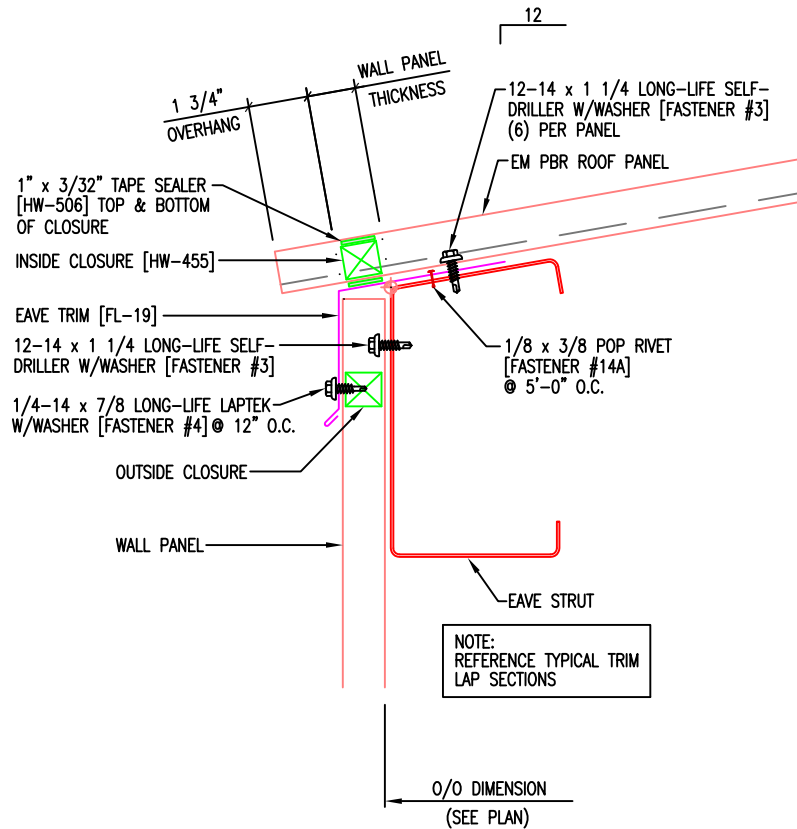 12
WALL PANEL
THICKNESS
1 3/4"
OVERHANG
12-14 x 1 1/4 LONG-LIFE SELF-
DRILLER W/WASHER [FASTENER #3]
(6) PER PANEL
EM PBR ROOF PANEL
1" x 3/32" TAPE SEALER
[HW-506] TOP & BOTTOM
OF CLOSURE
INSIDE CLOSURE [HW-455]
EAVE TRIM [FL-19]
12-14 x 1 1/4 LONG-LIFE SELF-
DRILLER W/WASHER [FASTENER #3]
1/4-14 x 7/8 LONG-LIFE LAPTEK
W/WASHER [FASTENER #4] @ 12" O.C.
1/8 x 3/8 POP RIVET
[FASTENER #14A]
@ 5'-0" O.C.
OUTSIDE CLOSURE
WALL PANEL
EAVE STRUT
NOTE:
REFERENCE TYPICAL TRIM
LAP SECTIONS
O/O DIMENSION
(SEE PLAN)